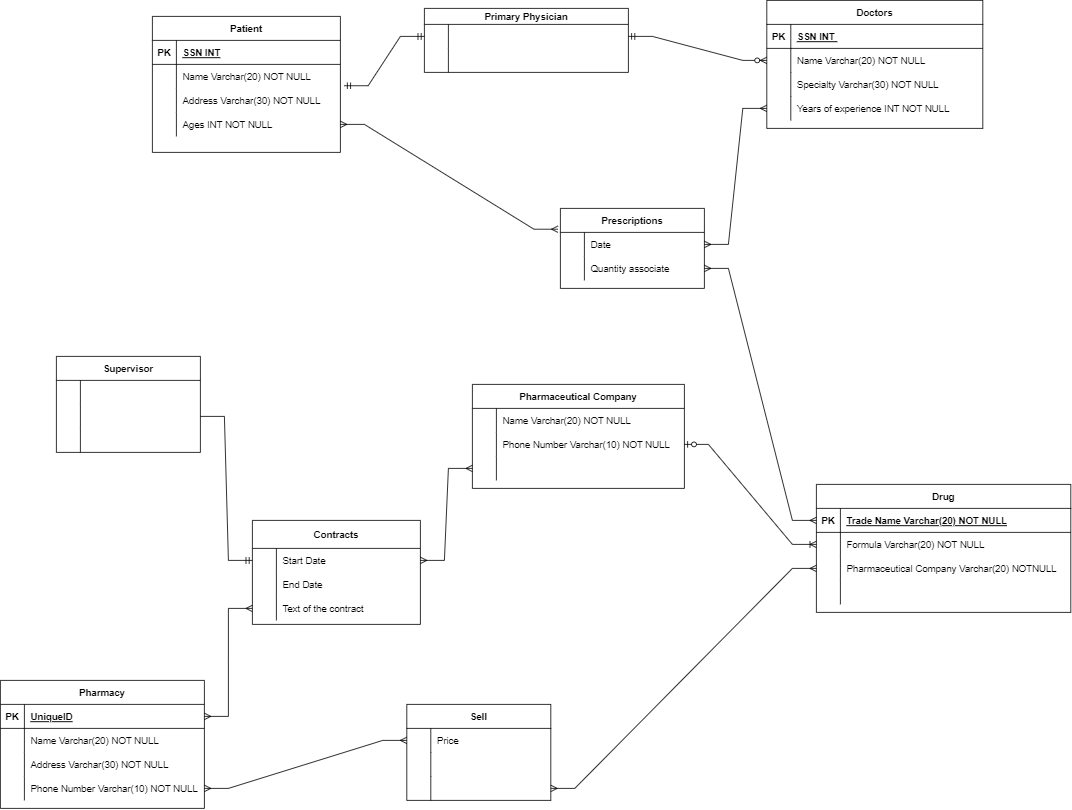 Patient
PK SSN INT
Name Varchar(20) NOT NULL
Address Varchar(30) NOT NULL
Ages INT NOT NULL
Primary Physician
Doctors
PK SSN INT
Name Varchar(20) NOT NULL
Specialty Varchar(30) NOT NULL
Years of experience INT NOT NULL
Prescriptions
Date
Quantity associate
Supervisor
Pharmaceutical Company
Name Varchar(20) NOT NULL
Phone Number Varchar(10) NOT NULL
Drug
PK Trade Name Varchar(20) NOT NULL
Formula Varchar(20) NOT NULL
Pharmaceutical Company Varchar(20) NOTNULL
Contracts
Start Date
End Date
Text of the contract
Pharmacy
PK UniqueID
Name Varchar(20) NOT NULL
Address Varchar(30) NOT NULL
Phone Number Varchar(10) NOT NULL
Sell
Price